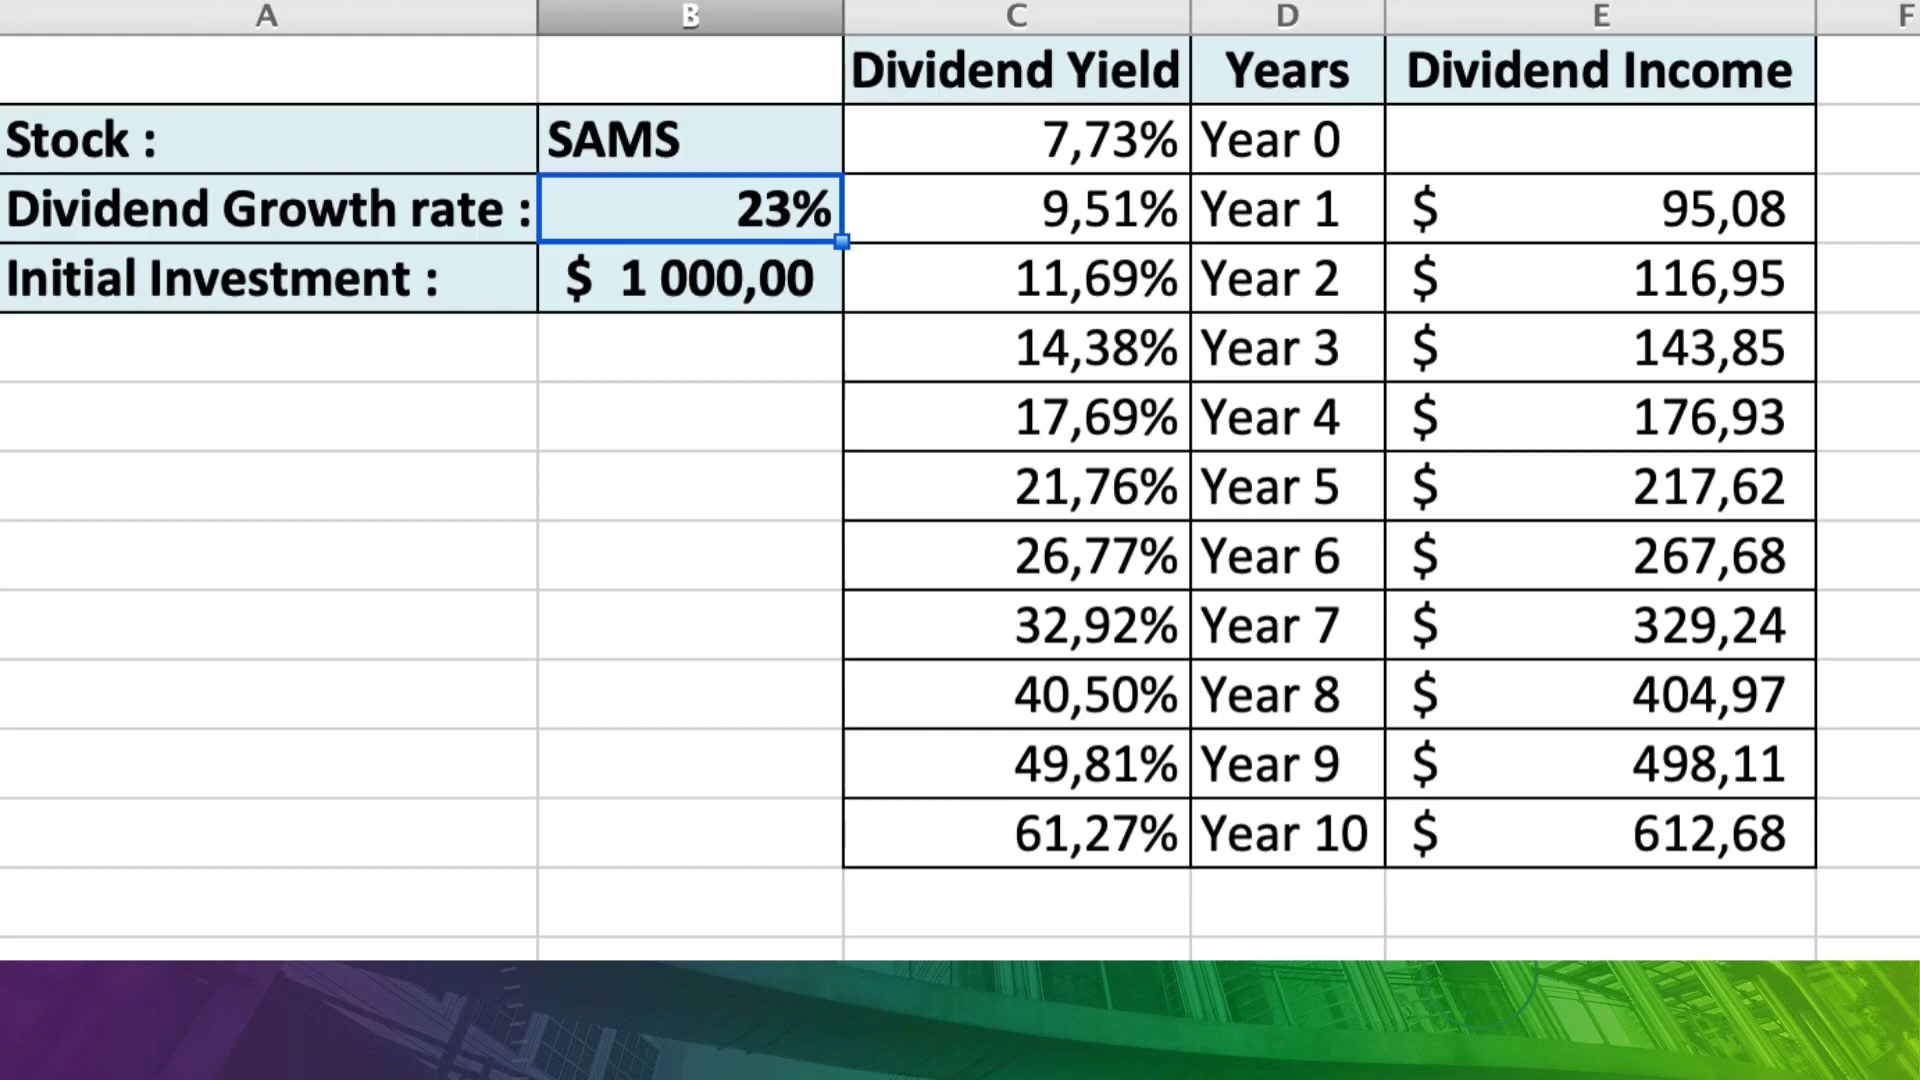 A B C D E F
Dividend Yield Years Dividend Income
Stock : SAMS 7,73% Year 0
Dividend Growth rate : 23% 9,51% Year 1 $ 95,08
Initial Investment : $ 1 000,00 11,69% Year 2 $ 116,95
14,38% Year 3 $ 143,85
17,69% Year 4 $ 176,93
21,76% Year 5 $ 217,62
26,77% Year 6 $ 267,68
32,92% Year 7 $ 329,24
40,50% Year 8 $ 404,97
49,81% Year 9 $ 498,11
61,27% Year 10 $ 612,68